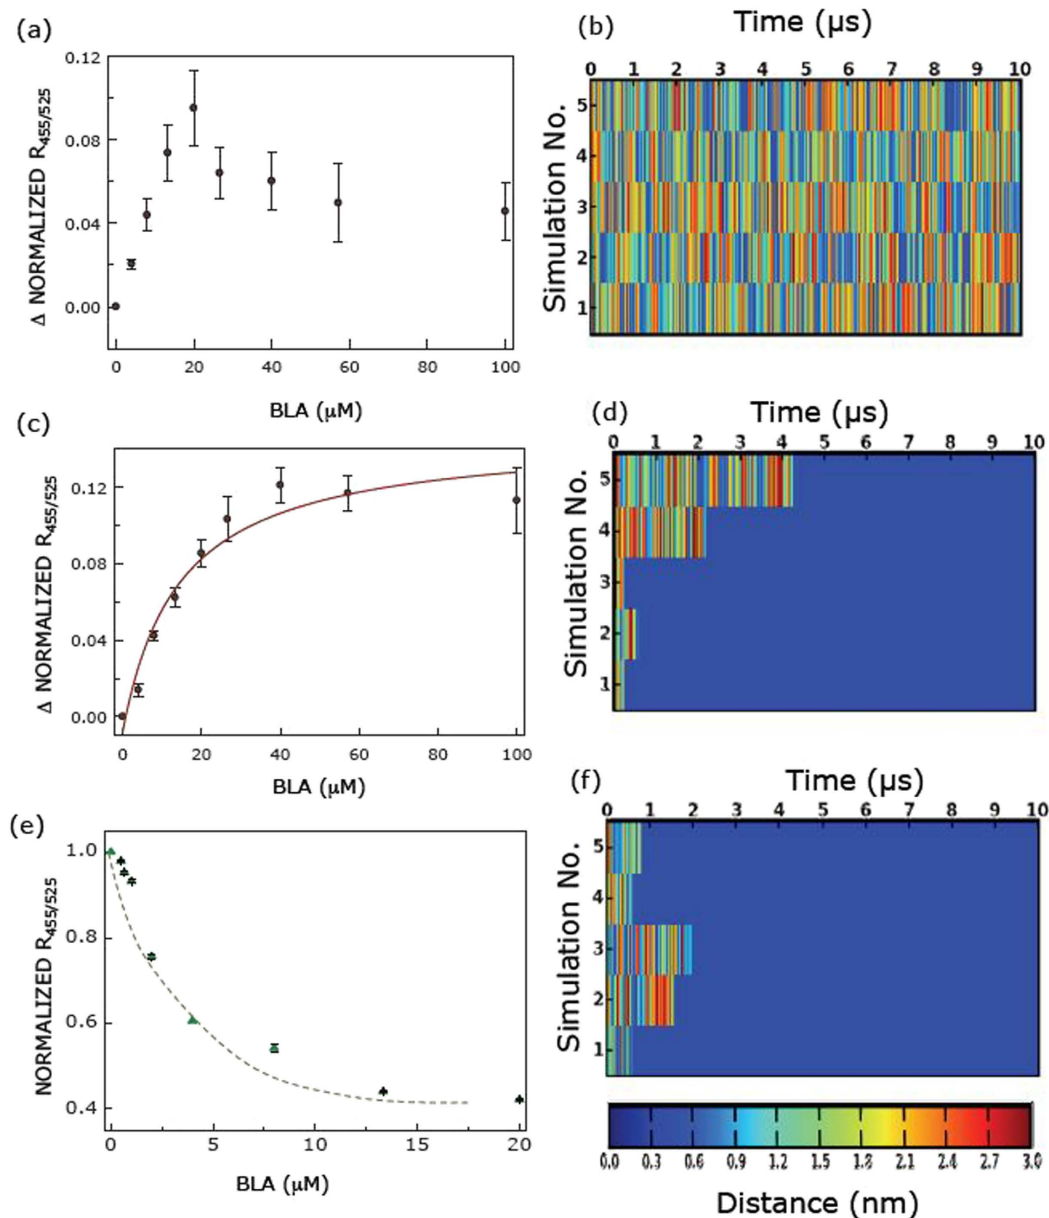 (a)
Δ NORMALIZED R455/525
0.12
0.08
0.04
0.00
0 20 40 60 80 100
BLA (μM)
(b)
Time (μs)
0 1 2 3 4 5 6 7 8 9 10
Simulation No.
5
4
3
2
1
(c)
Δ NORMALIZED R455/525
0.12
0.08
0.04
0.00
0 20 40 60 80 100
BLA (μM)
(d)
Time (μs)
0 1 2 3 4 5 6 7 8 9 10
Simulation No.
5
4
3
2
1
(e)
NORMALIZED R455/525
1.0
0.8
0.6
0.4
0 5 10 15 20
BLA (μM)
(f)
Time (μs)
0 1 2 3 4 5 6 7 8 9 10
Simulation No.
5
4
3
2
1
0.0 0.3 0.6 0.9 1.2 1.5 1.8 2.1 2.4 2.7 3.0
Distance (nm)